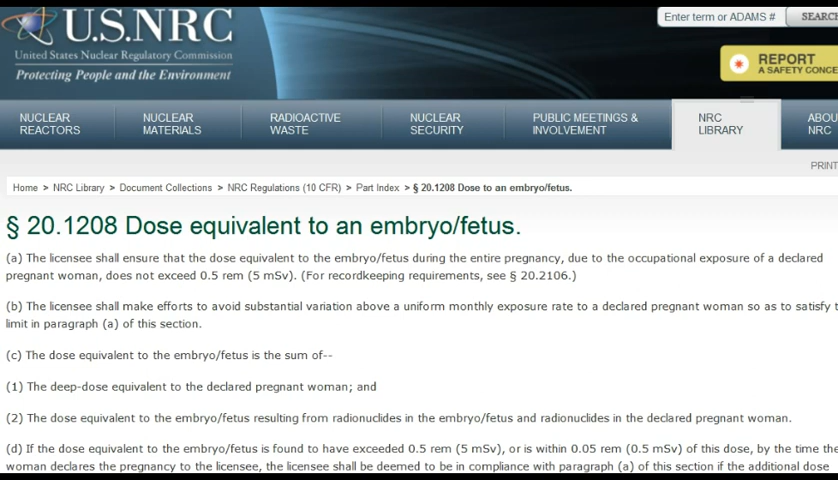 U.S.NRC
United States Nuclear Regulatory Commission
Protecting People and the Environment
Enter term or ADAMS #
REPORT
NUCLEAR REACTORS
NUCLEAR MATERIALS
RADIOACTIVE WASTE
NUCLEAR SECURITY
PUBLIC MEETINGS & INVOLVEMENT
NRC LIBRARY
NRC
PRINT
Home > NRC Library > Document Collections > NRC Regulations (10 CFR) > Part Index > § 20.1208 Dose to an embryo/fetus.
§ 20.1208 Dose equivalent to an embryo/fetus.
(a) The licensee shall ensure that the dose equivalent to the embryo/fetus during the entire pregnancy, due to the occupational exposure of a declared
pregnant woman, does not exceed 0.5 rem (5 mSv). (For recordkeeping requirements, see § 20.2106.)
(b) The licensee shall make efforts to avoid substantial variation above a uniform monthly exposure rate to a declared pregnant woman so as to satisfy
limit in paragraph (a) of this section.
(c) The dose equivalent to the embryo/fetus is the sum of--
(1) The deep-dose equivalent to the declared pregnant woman; and
(2) The dose equivalent to the embryo/fetus resulting from radionuclides in the embryo/fetus and radionuclides in the declared pregnant woman.
(d) If the dose equivalent to the embryo/fetus is found to have exceeded 0.5 rem (5 mSv), or is within 0.05 rem (0.5 mSv) of this dose, by the time
woman declares the pregnancy to the licensee, the licensee shall be deemed to be in compliance with paragraph (a) of this section if the additional dose